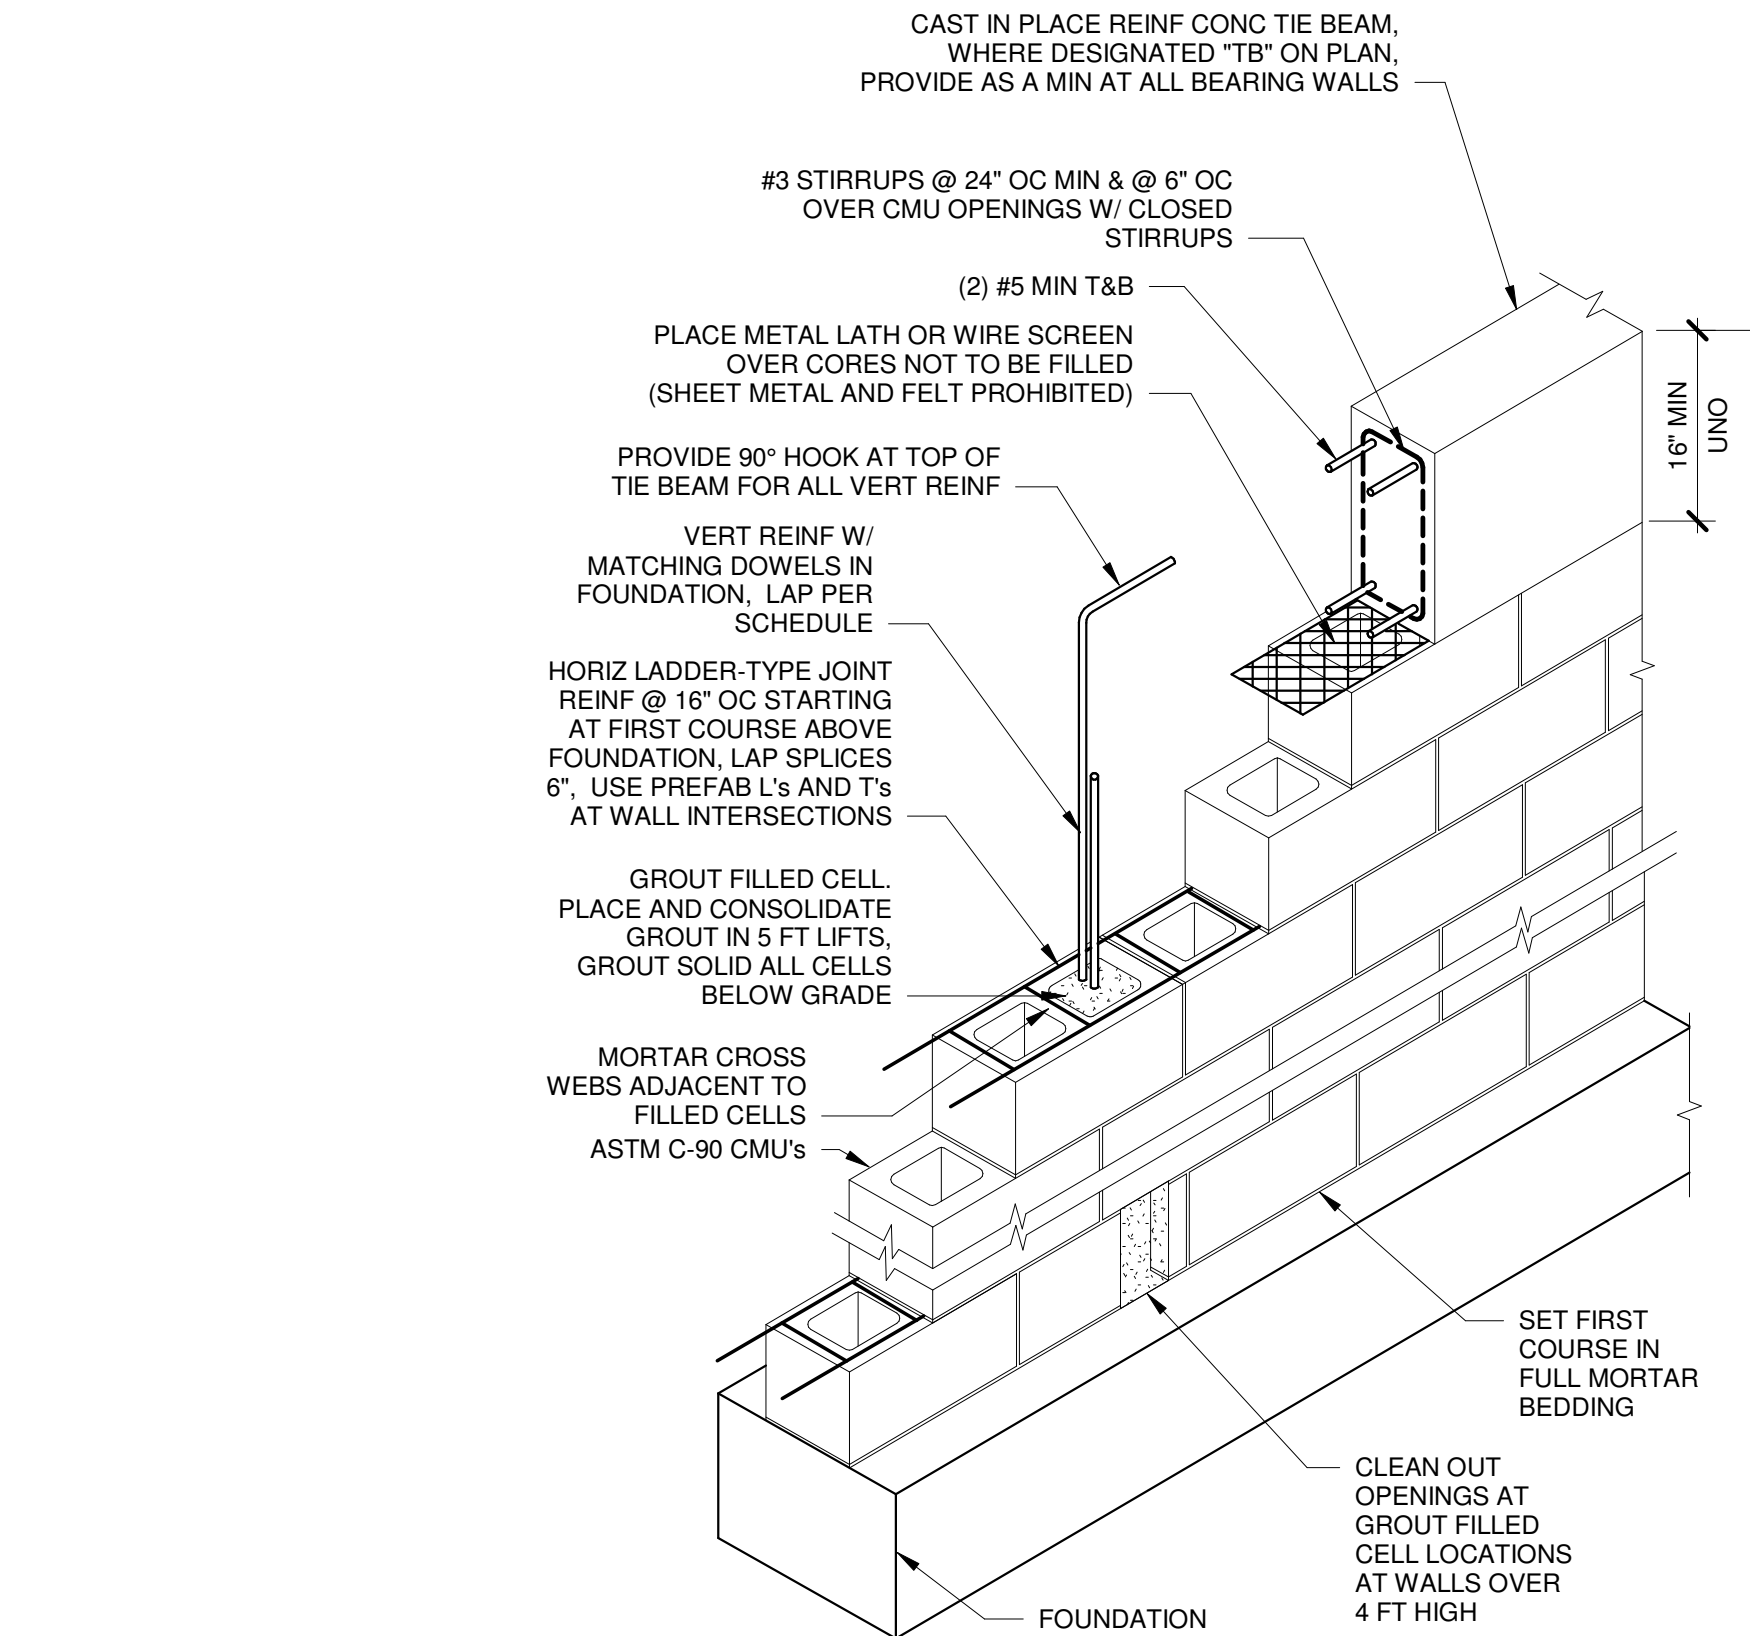 CAST IN PLACE REINF CONC TIE BEAM,
WHERE DESIGNATED "TB" ON PLAN,
PROVIDE AS A MIN AT ALL BEARING WALLS
#3 STIRRUPS @ 24" OC MIN & @ 6" OC
OVER CMU OPENINGS W/ CLOSED
STIRRUPS
(2) #5 MIN T&B
PLACE METAL LATH OR WIRE SCREEN
OVER CORES NOT TO BE FILLED
(SHEET METAL AND FELT PROHIBITED)
16" MIN
UNO
PROVIDE 90° HOOK AT TOP OF
TIE BEAM FOR ALL VERT REINF
VERT REINF W/
MATCHING DOWELS IN
FOUNDATION, LAP PER
SCHEDULE
HORIZ LADDER-TYPE JOINT
REINF @ 16" OC STARTING
AT FIRST COURSE ABOVE
FOUNDATION, LAP SPLICES
6", USE PREFAB L's AND T's
AT WALL INTERSECTIONS
GROUT FILLED CELL.
PLACE AND CONSOLIDATE
GROUT IN 5 FT LIFTS,
GROUT SOLID ALL CELLS
BELOW GRADE
MORTAR CROSS
WEBS ADJACENT TO
FILLED CELLS
ASTM C-90 CMU's
SET FIRST
COURSE IN
FULL MORTAR
BEDDING
CLEAN OUT
OPENINGS AT
GROUT FILLED
CELL LOCATIONS
AT WALLS OVER
4 FT HIGH
FOUNDATION